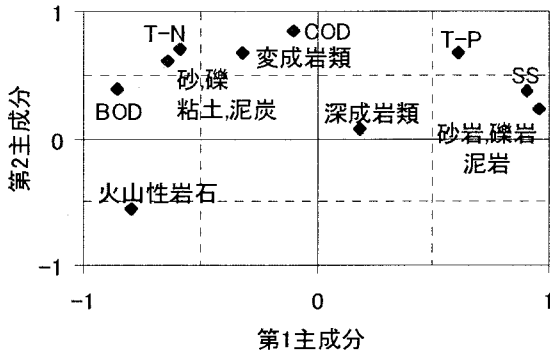 1
T-N
COD
T-P
変成岩類
SS
砂,礫
粘土,泥炭
BOD
深成岩類
砂岩,礫岩
泥岩
第2主成分
0
火山性岩石
-1
-1
0
1
第1主成分